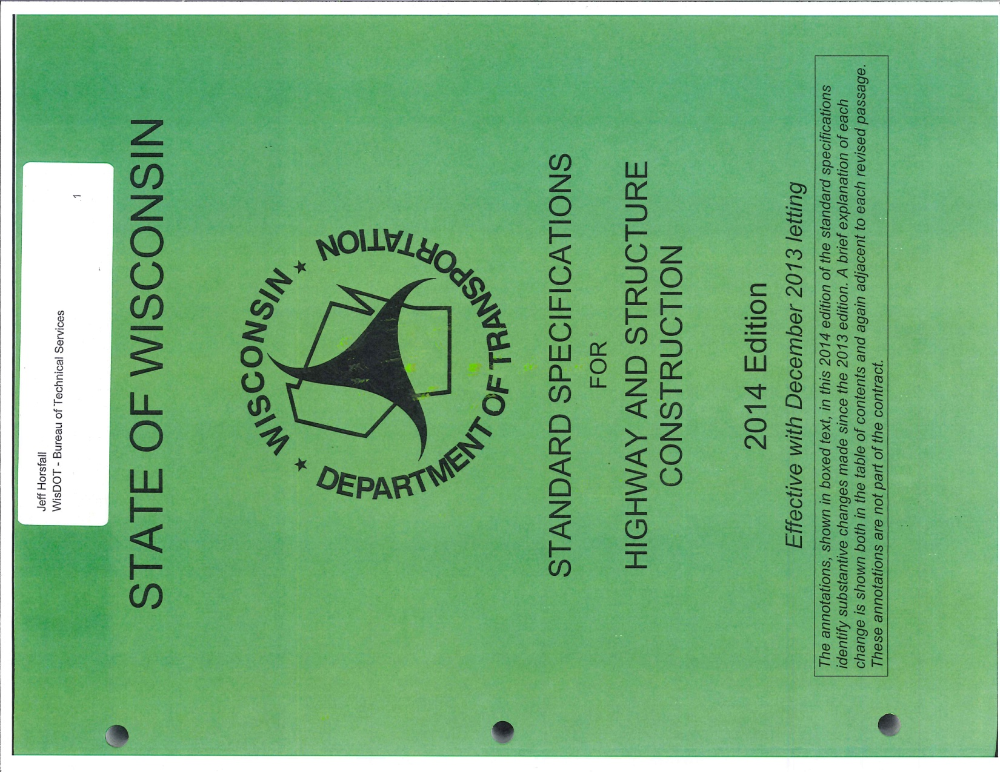 Jeff Horsfall
WisDOT - Bureau of Technical Services
1
STATE OF WISCONSIN
★ WISCONSIN ★
DEPARTMENT OF TRANSPORTATION
STANDARD SPECIFICATIONS
FOR
HIGHWAY AND STRUCTURE
CONSTRUCTION
2014 Edition
Effective with December 2013 letting
The annotations, shown in boxed text, in this 2014 edition of the standard specifications
identify substantive changes made since the 2013 edition. A brief explanation of each
change is shown both in the table of contents and again adjacent to each revised passage.
These annotations are not part of the contract.